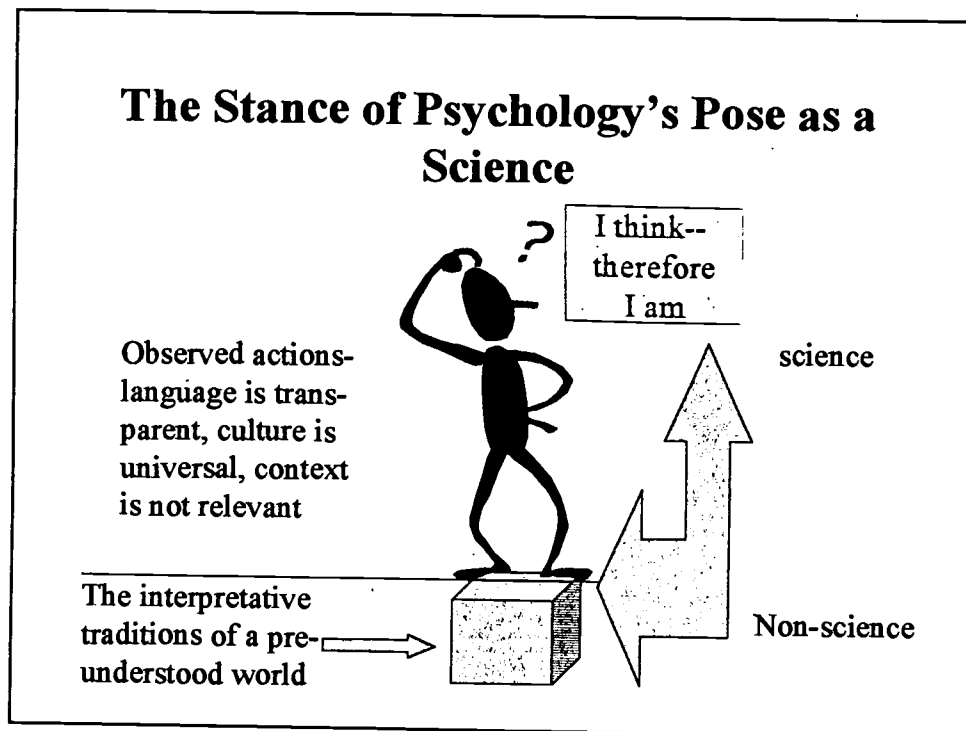 The Stance of Psychology's Pose as a
Science
?
I think--
therefore
I am
Observed actions-
language is trans-
parent, culture is
universal, context
is not relevant
science
The interpretative
traditions of a pre-
understood world
Non-science